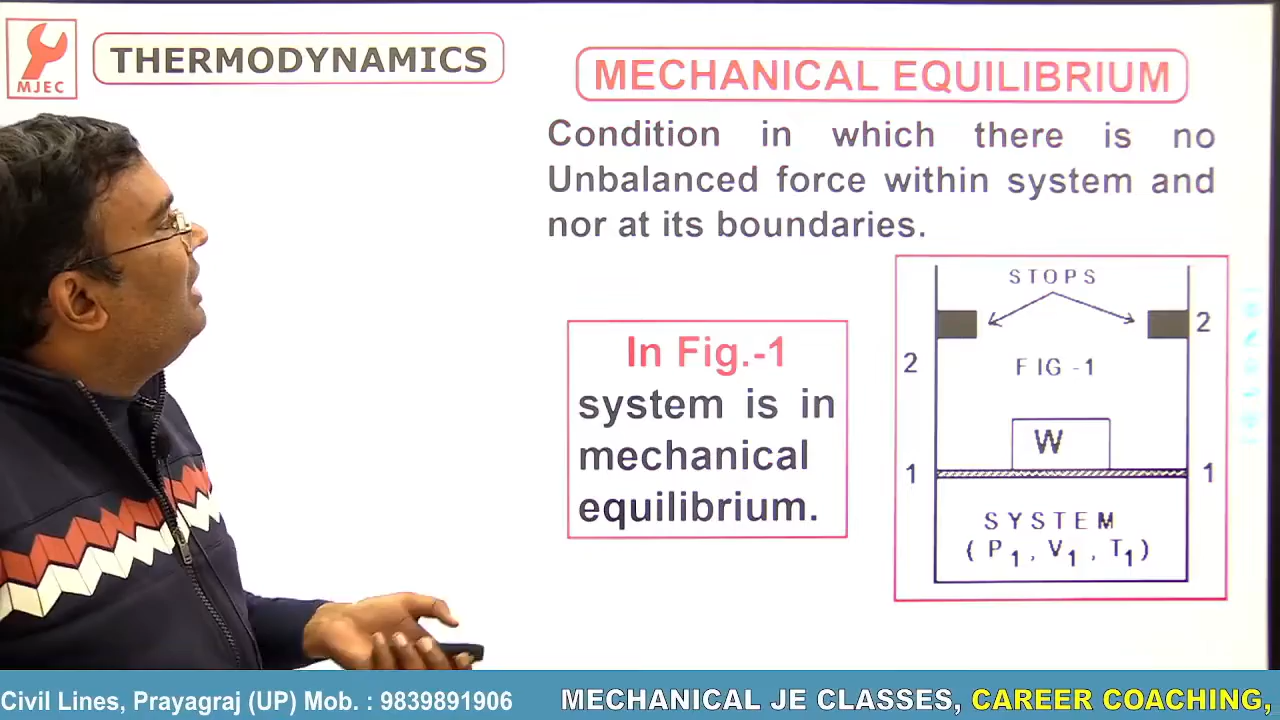 MJEC
THERMODYNAMICS
MECHANICAL EQUILIBRIUM
Condition in which there is no
Unbalanced force within system and
nor at its boundaries.
In Fig.-1
system is in
mechanical
equilibrium.
STOPS
2
2
FIG-1
W
1
1
SYSTEM
(P1, V1, T1)
Civil Lines, Prayagraj (UP) Mob. : 9839891906
MECHANICAL JE CLASSES, CAREER COACHING,